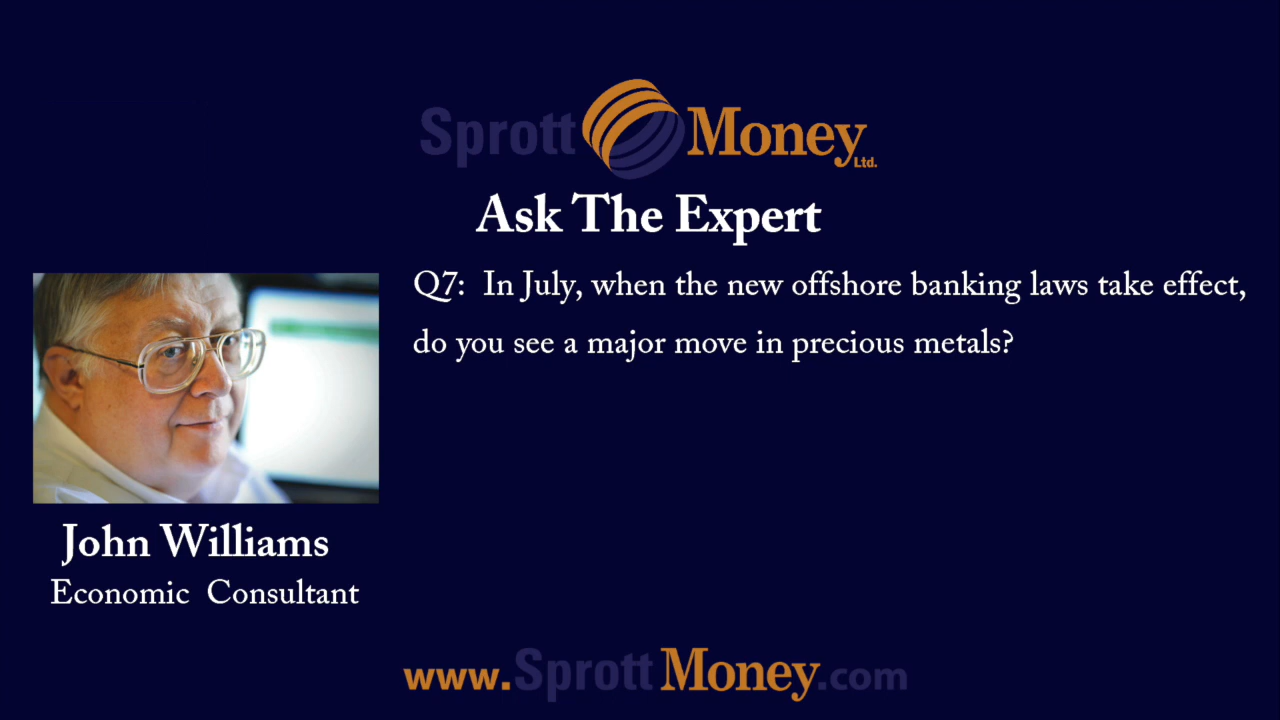 Sprott Money Ltd.
Ask The Expert
Q7: In July, when the new offshore banking laws take effect,
do you see a major move in precious metals?
John Williams
Economic Consultant
www.SprottMoney.com